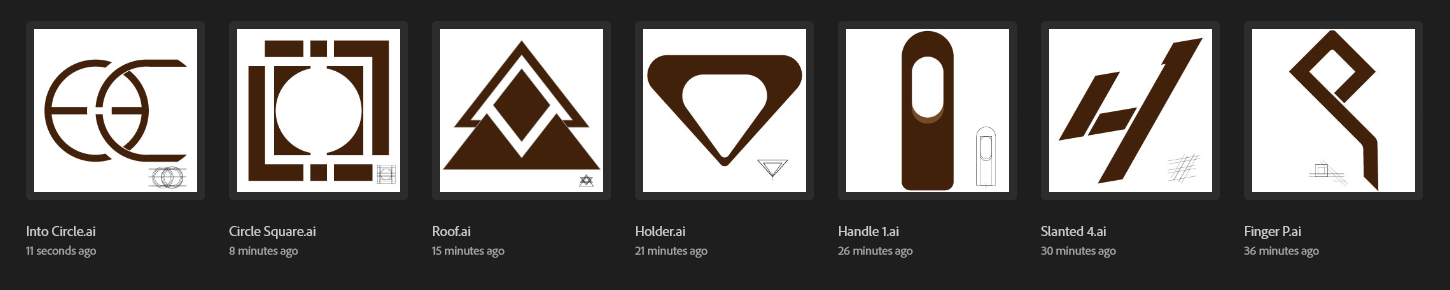 Into Circle.ai
11 seconds ago
Circle Square.ai
8 minutes ago
Roof.ai
15 minutes ago
Holder.ai
21 minutes ago
Handle 1.ai
26 minutes ago
Slanted 4.ai
30 minutes ago
Finger P.ai
36 minutes ago